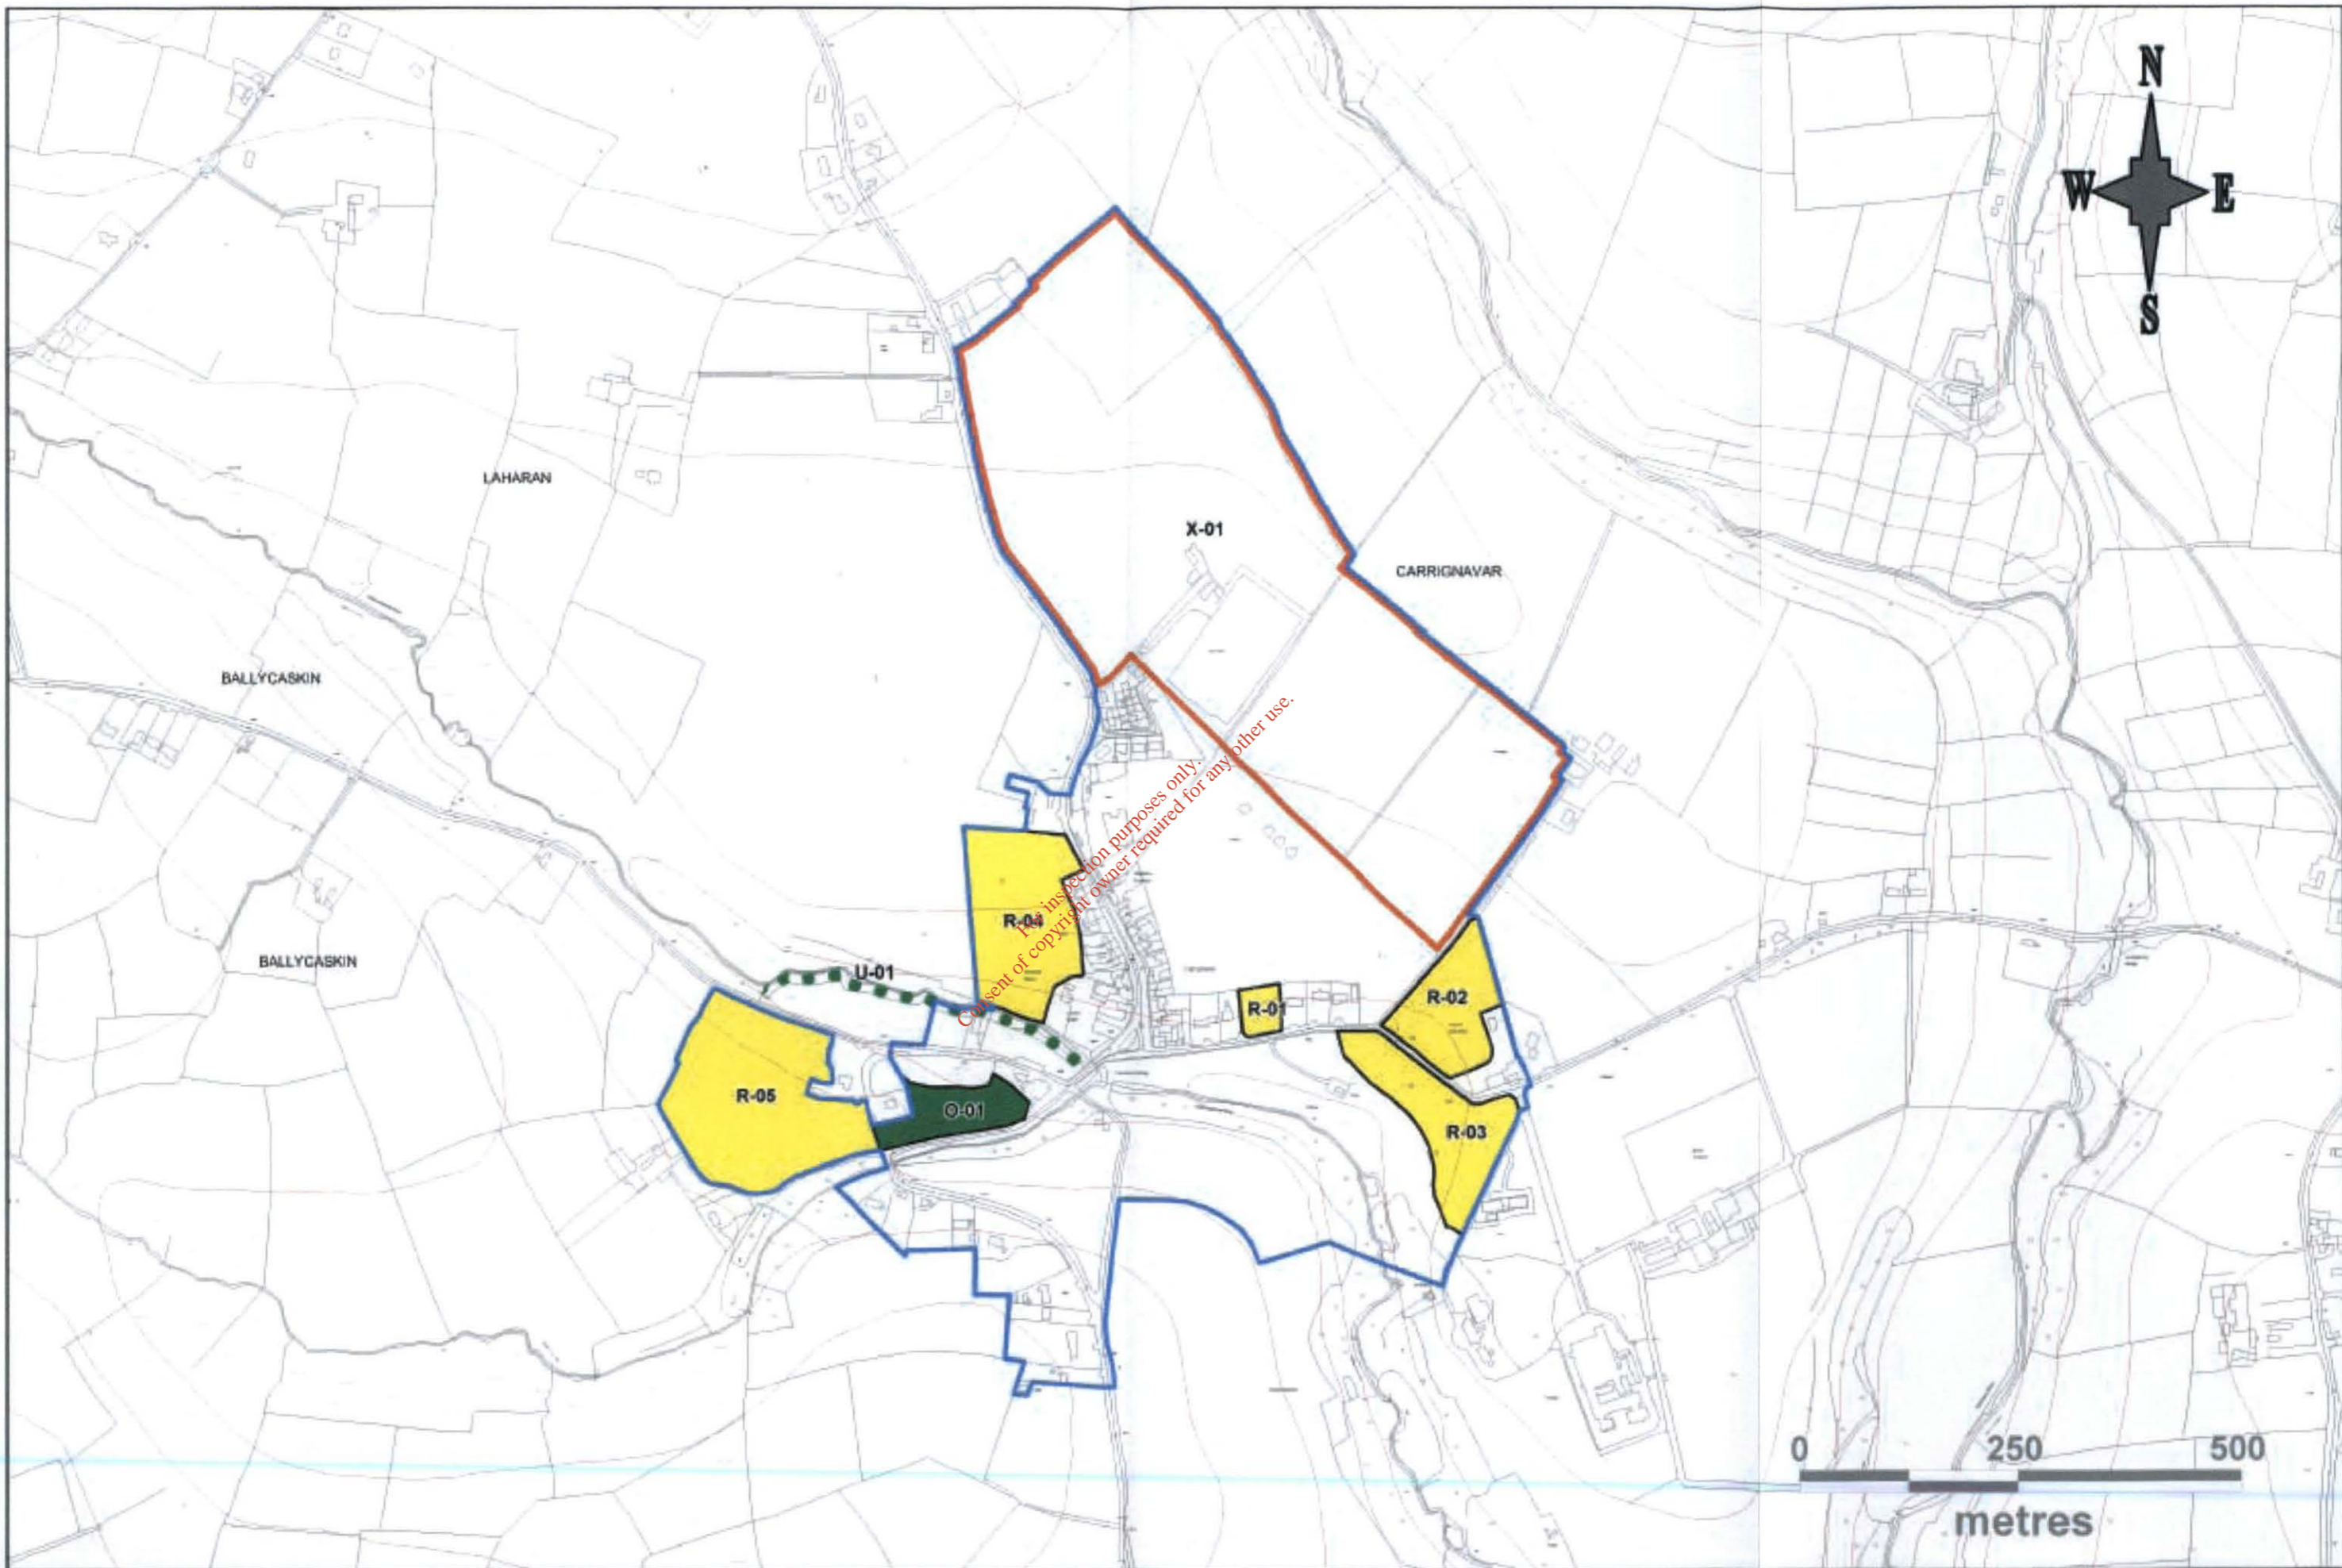 N
W E
S
LAHARAN
X-01
CARRIGNAVAR
BALLYCASKIN
For inspection purposes only.
Consent of copyright owner required for any other use.
R-04
BALLYCASKIN
U-01
R-01
R-02
R-05
O-01
R-03
0 250 500
metres